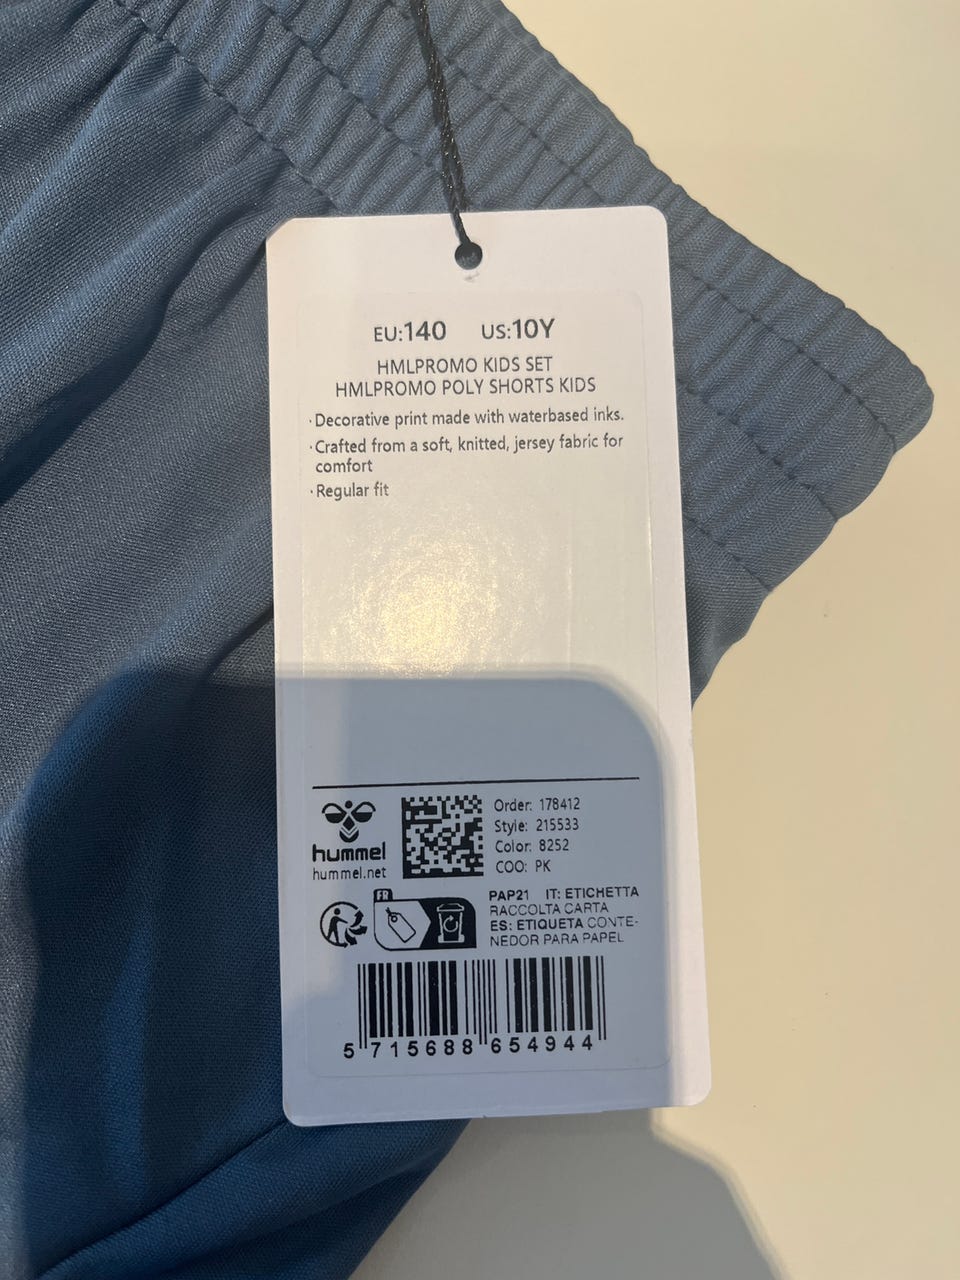 EU:140 US:10Y
HMLPROMO KIDS SET
HMLPROMO POLY SHORTS KIDS
· Decorative print made with waterbased inks.
· Crafted from a soft, knitted, jersey fabric for
comfort
· Regular fit
hummel
hummel.net
Order: 178412
Style: 215533
Color: 8252
COO: PK
FR
PAP21 IT: ETICHETTA
RACCOLTA CARTA
ES: ETIQUETA CONTE-
NEDOR PARA PAPEL
5 715688 654944